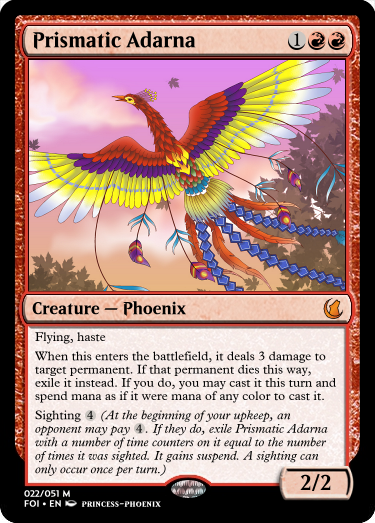 Prismatic Adarna 1
Creature — Phoenix
Flying, haste
When this enters the battlefield, it deals 3 damage to
target permanent. If that permanent dies this way,
exile it instead. If you do, you may cast it this turn and
spend mana as if it were mana of any color to cast it.
Sighting 4 (At the beginning of your upkeep, an
opponent may pay 4. If they do, exile Prismatic Adarna
with a number of time counters on it equal to the number
of times it was sighted. It gains suspend. A sighting can
only occur once per turn.)
2/2
022/051 M
FOI • EN PRINCESS-PHOENIX